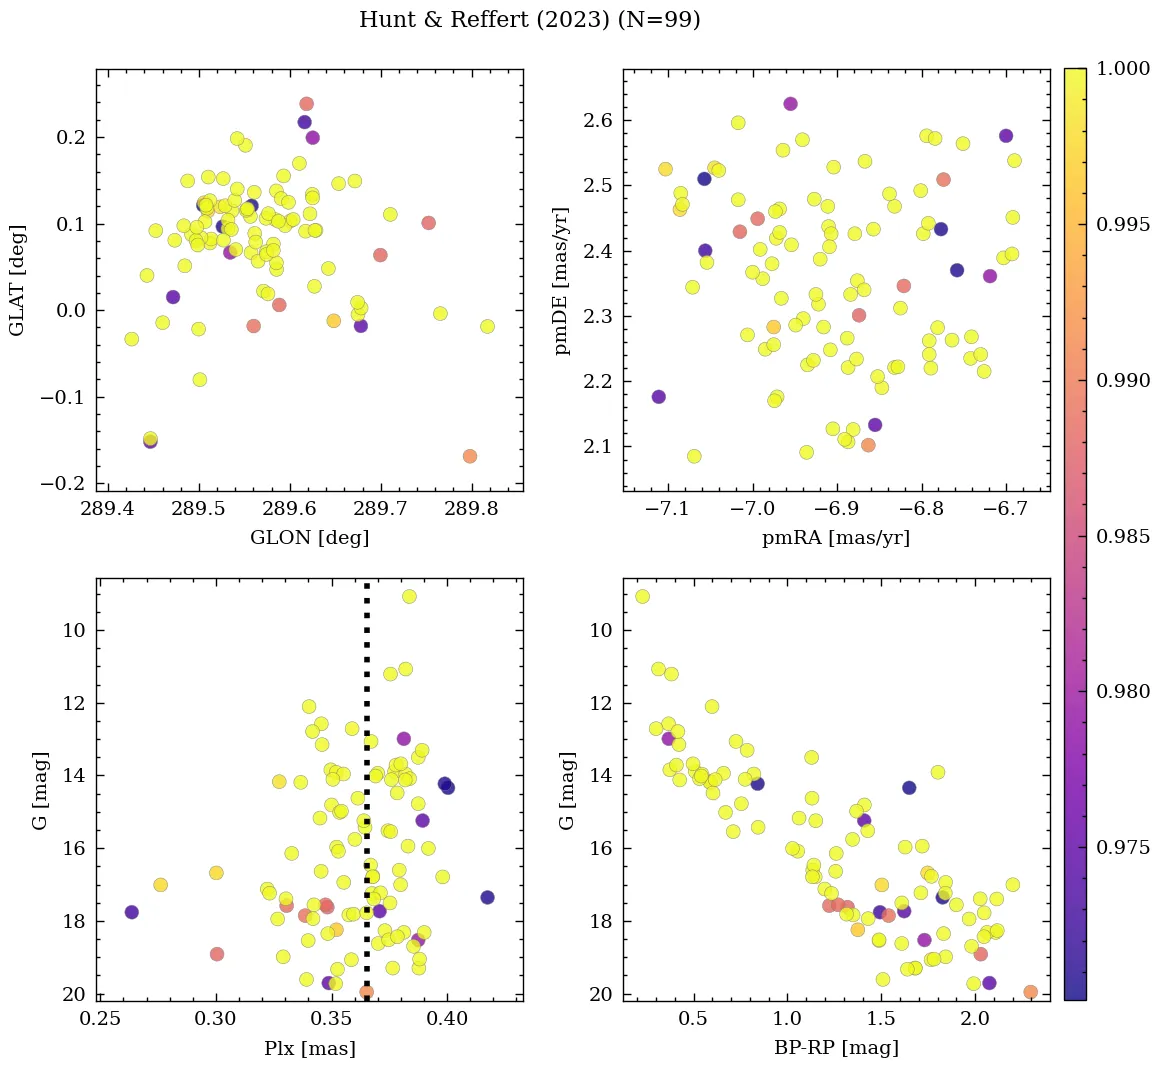 Hunt & Reffert (2023) (N=99)
0.2
0.1
0.0
−0.1
−0.2
GLAT [deg]
289.4 289.5 289.6 289.7 289.8
GLON [deg]
2.6
2.5
2.4
2.3
2.2
2.1
pmDE [mas/yr]
−7.1 −7.0 −6.9 −6.8 −6.7
pmRA [mas/yr]
10
12
14
16
18
20
G [mag]
0.25 0.30 0.35 0.40
Plx [mas]
10
12
14
16
18
20
G [mag]
0.5 1.0 1.5 2.0
BP-RP [mag]
1.000
0.995
0.990
0.985
0.980
0.975